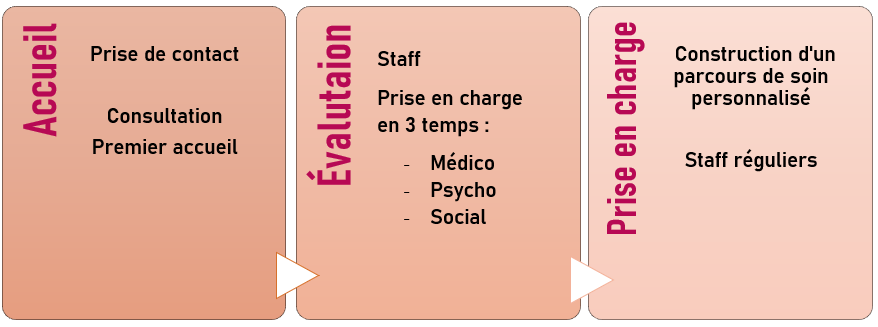 Accueil
Prise de contact
Consultation
Premier accueil
Évalutaion
Staff
Prise en charge
en 3 temps :
- Médico
- Psycho
- Social
Prise en charge
Construction d'un
parcours de soin
personnalisé
Staff réguliers